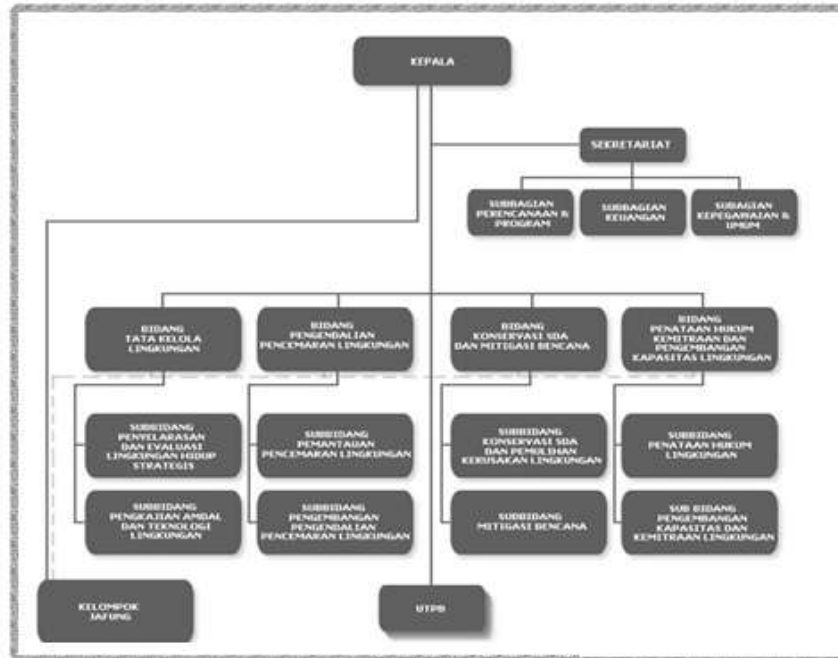 KEPALA
SEKRETARIAT
SUBBAGIAN
PERENCANAAN &
PROGRAM
SUBBAGIAN
KEUANGAN
SUBAGIAN
KEPEGAWAIAN &
UMUM
BIDANG
TATA KELOLA
LINGKUNGAN
BIDANG
PENGENDALIAN
PENCEMARAN LINGKUNGAN
BIDANG
KONSERVASI SDA
DAN MITIGASI BENCANA
BIDANG
PENATAAN HUKUM
KEMITRAAN DAN
PENGEMBANGAN
KAPASITAS LINGKUNGAN
SUBBIDANG
PENYELARASAN
DAN EVALUASI
LINGKUNGAN HIDUP
STRATEGIS
SUBBIDANG
PEMANTAUAN
PENCEMARAN LINGKUNGAN
SUBBIDANG
KONSERVASI SDA
DAN PEMULIHAN
KERUSAKAN LINGKUNGAN
SUBBIDANG
PENATAAN HUKUM
LINGKUNGAN
SUBBIDANG
PENGKAJIAN AMDAL
DAN TEKNOLOGI
LINGKUNGAN
SUBBIDANG
PENGEMBANGAN
PENGENDALIAN
PENCEMARAN LINGKUNGAN
SUBBIDANG
MITIGASI BENCANA
SUB BIDANG
PENGEMBANGAN
KAPASITAS DAN
KEMITRAAN LINGKUNGAN
KELOMPOK
JAFUNG
UTPB